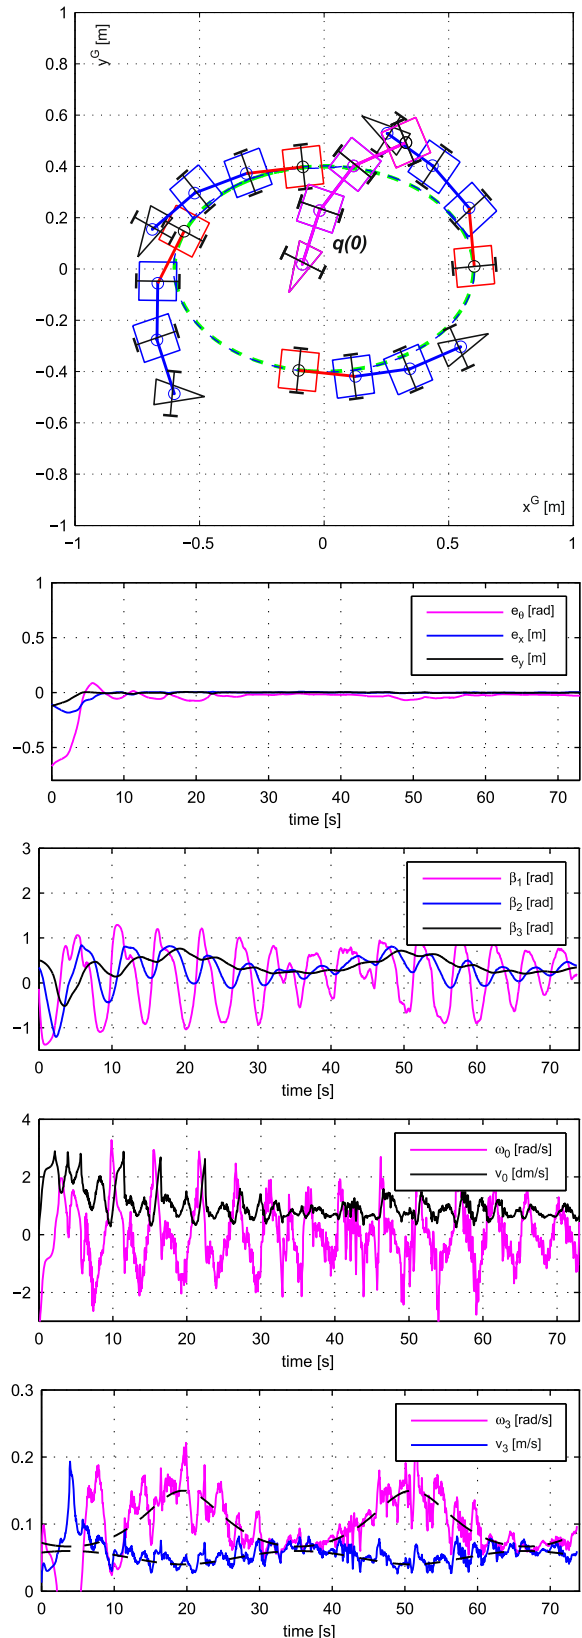 1
0.8
0.6
0.4
0.2
0
−0.2
−0.4
−0.6
−0.8
−1
y^G [m]
q(0)
x^G [m]
−1 −0.5 0 0.5 1
1
0.5
0
−0.5
e_θ [rad]
e_x [m]
e_y [m]
0 10 20 30 40 50 60 70
time [s]
3
2
1
0
−1
β_1 [rad]
β_2 [rad]
β_3 [rad]
0 10 20 30 40 50 60 70
time [s]
4
2
0
−2
ω_0 [rad/s]
v_0 [dm/s]
0 10 20 30 40 50 60 70
time [s]
0.3
0.2
0.1
0
ω_3 [rad/s]
v_3 [m/s]
0 10 20 30 40 50 60 70
time [s]